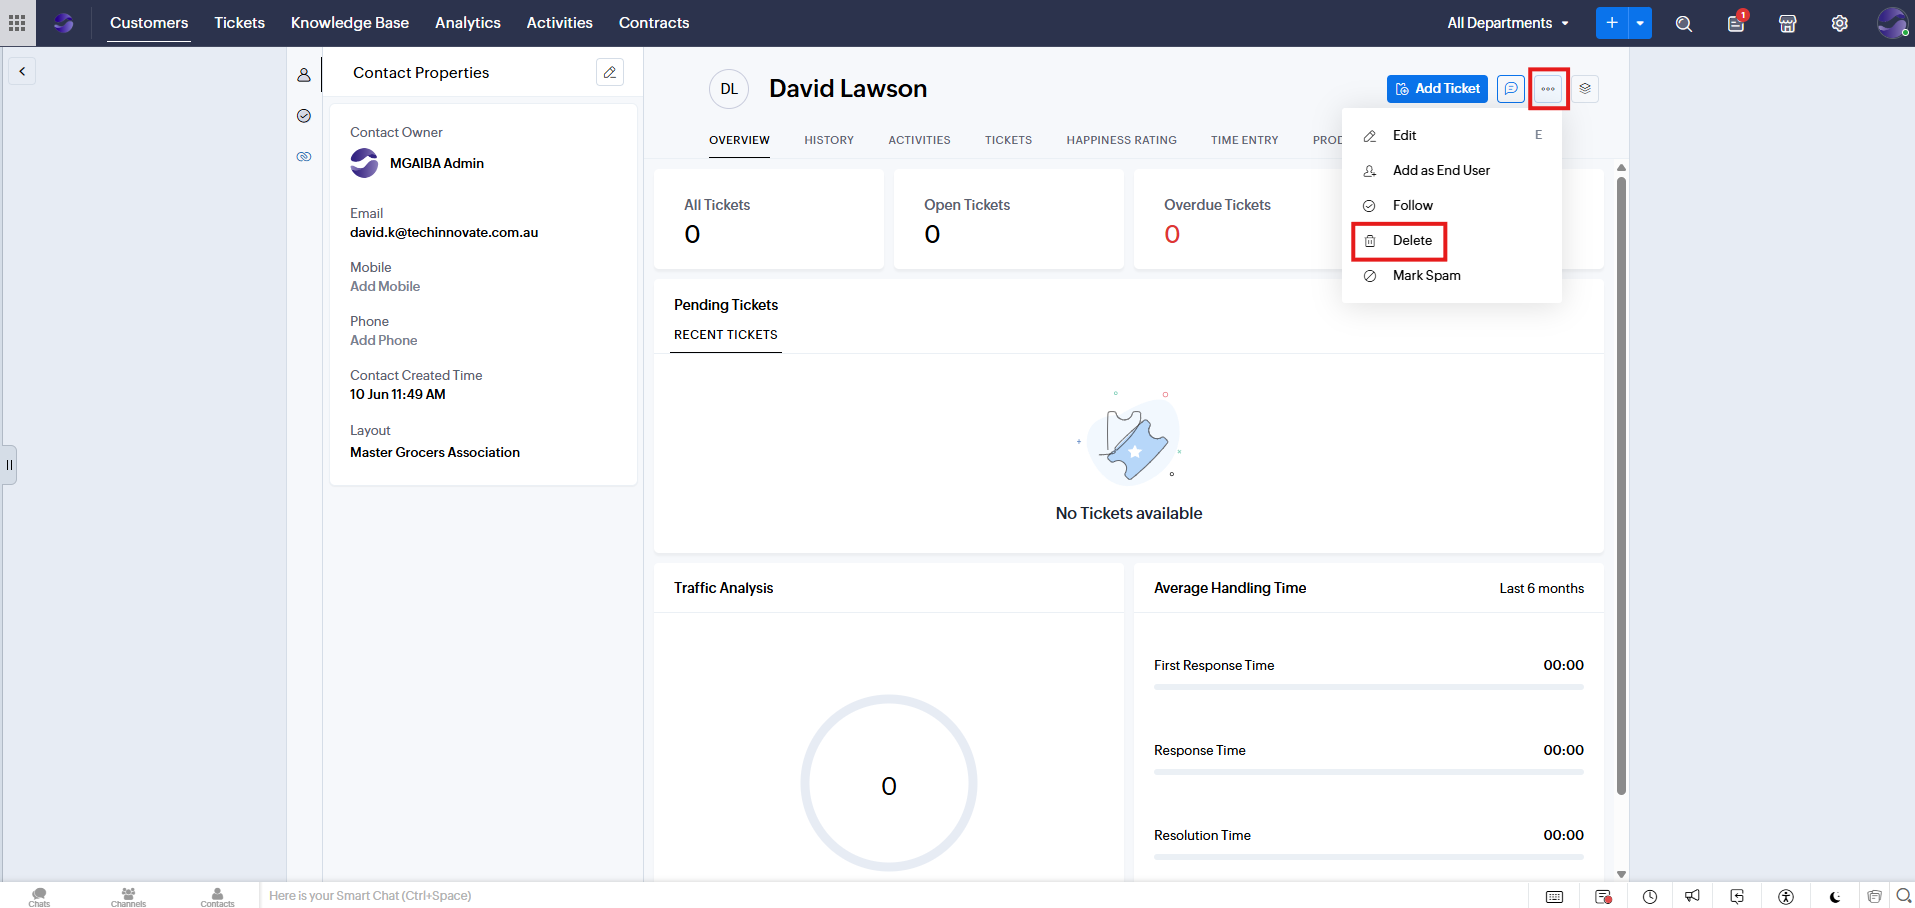 Customers Tickets Knowledge Base Analytics Activities Contracts All Departments 1
Contact Properties
Contact Owner
MGAIBA Admin
Email
david.k@techinnovate.com.au
Mobile
Add Mobile
Phone
Add Phone
Contact Created Time
10 Jun 11:49 AM
Layout
Master Grocers Association
DL David Lawson
Add Ticket
OVERVIEW HISTORY ACTIVITIES TICKETS HAPPINESS RATING TIME ENTRY PROD
Edit E
Add as End User
Follow
Delete
Mark Spam
All Tickets
0
Open Tickets
0
Overdue Tickets
0
Pending Tickets
RECENT TICKETS
No Tickets available
Traffic Analysis
0
Average Handling Time Last 6 months
First Response Time 00:00
Response Time 00:00
Resolution Time 00:00
Chats Channels Contacts Here is your Smart Chat (Ctrl+Space)